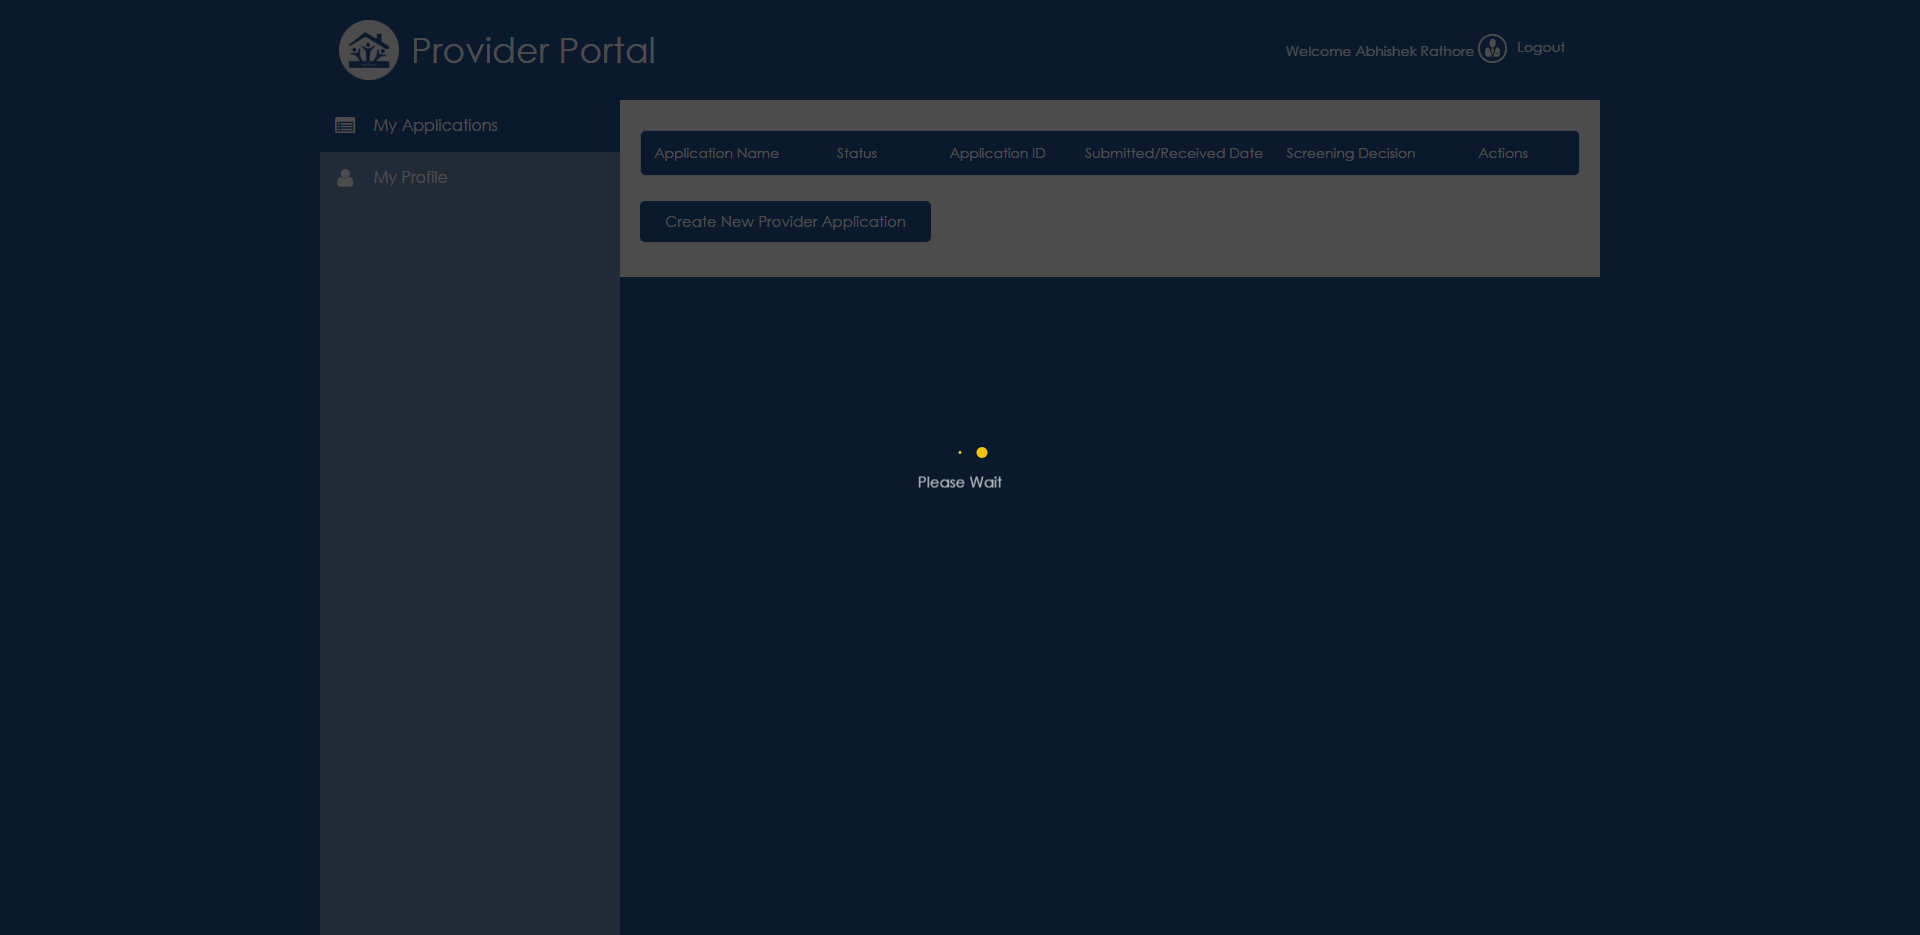 Provider Portal
Welcome Abhishek Rathore
Logout
My Applications
My Profile
Application Name Status Application ID Submitted/Received Date Screening Decision Actions
Create New Provider Application
Please Wait